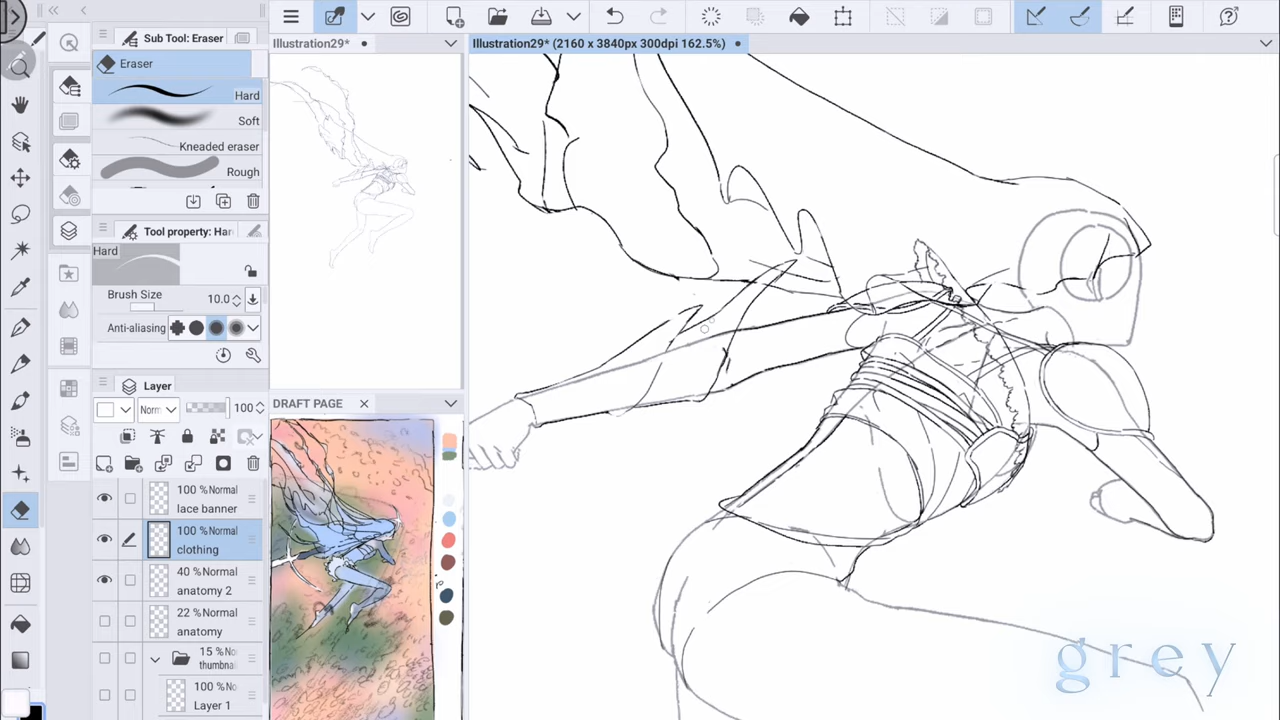 Sub Tool: Eraser
Eraser
Hard
Soft
Kneaded eraser
Rough
Tool property: Har
Hard
Brush Size
10.0
Anti-aliasing
Layer
Norm
100
100 %Normal
lace banner
100 %Normal
clothing
40 %Normal
anatomy 2
22 %Normal
anatomy
15 %No
thumbnai
100 %No
Layer 1
Illustration29*
DRAFT PAGE
Illustration29* (2160 x 3840px 300dpi 162.5%)
grey